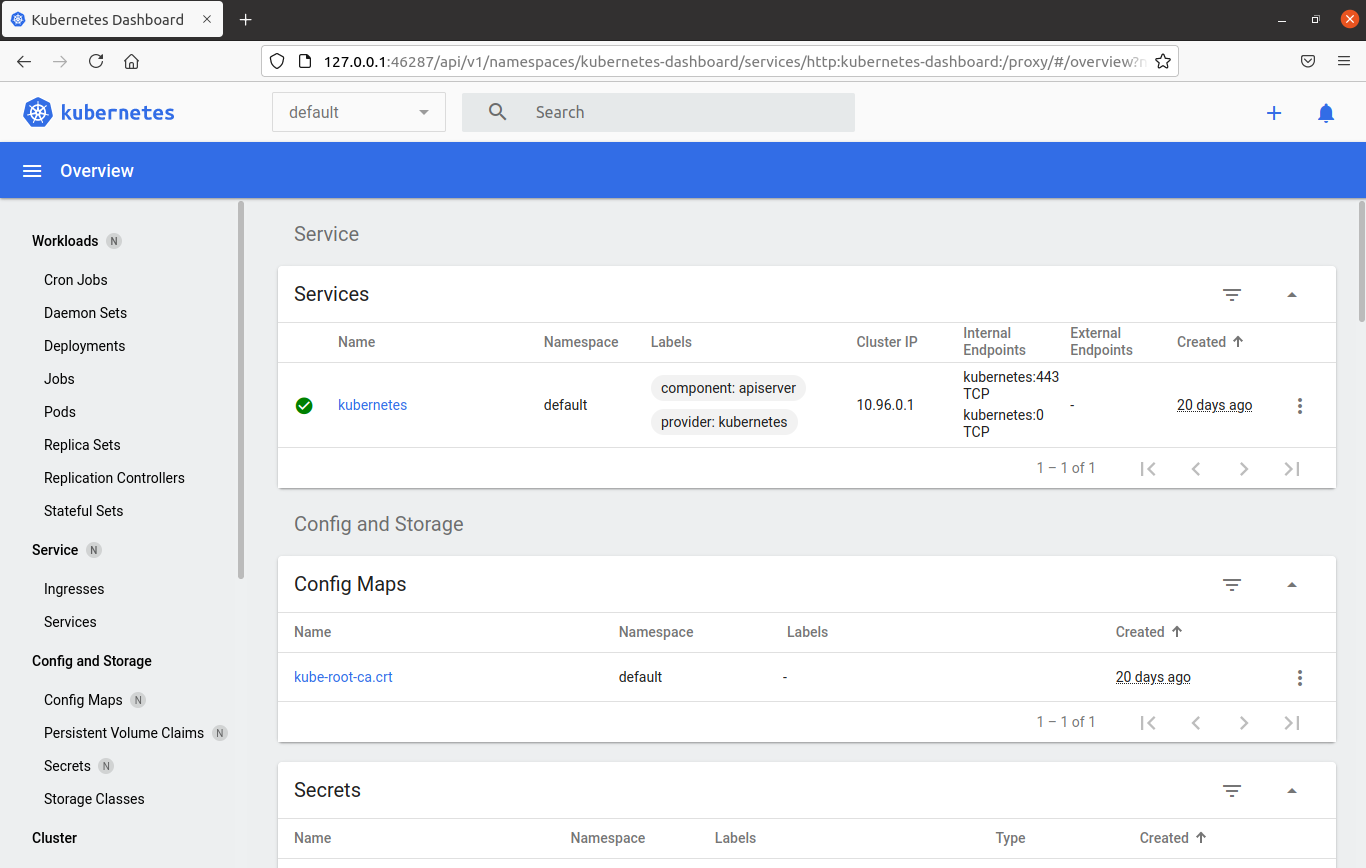 Kubernetes Dashboard
127.0.0.1:46287/api/v1/namespaces/kubernetes-dashboard/services/http:kubernetes-dashboard:/proxy/#/overview?n
kubernetes
default
Search
Overview
Workloads N
Cron Jobs
Daemon Sets
Deployments
Jobs
Pods
Replica Sets
Replication Controllers
Stateful Sets
Service N
Ingresses
Services
Config and Storage
Config Maps N
Persistent Volume Claims N
Secrets N
Storage Classes
Cluster
Service
Services
Name Namespace Labels Cluster IP Internal Endpoints External Endpoints Created
kubernetes default component: apiserver provider: kubernetes 10.96.0.1 kubernetes:443 TCP kubernetes:0 TCP - 20 days ago
1 – 1 of 1
Config and Storage
Config Maps
Name Namespace Labels Created
kube-root-ca.crt default - 20 days ago
1 – 1 of 1
Secrets
Name Namespace Labels Type Created